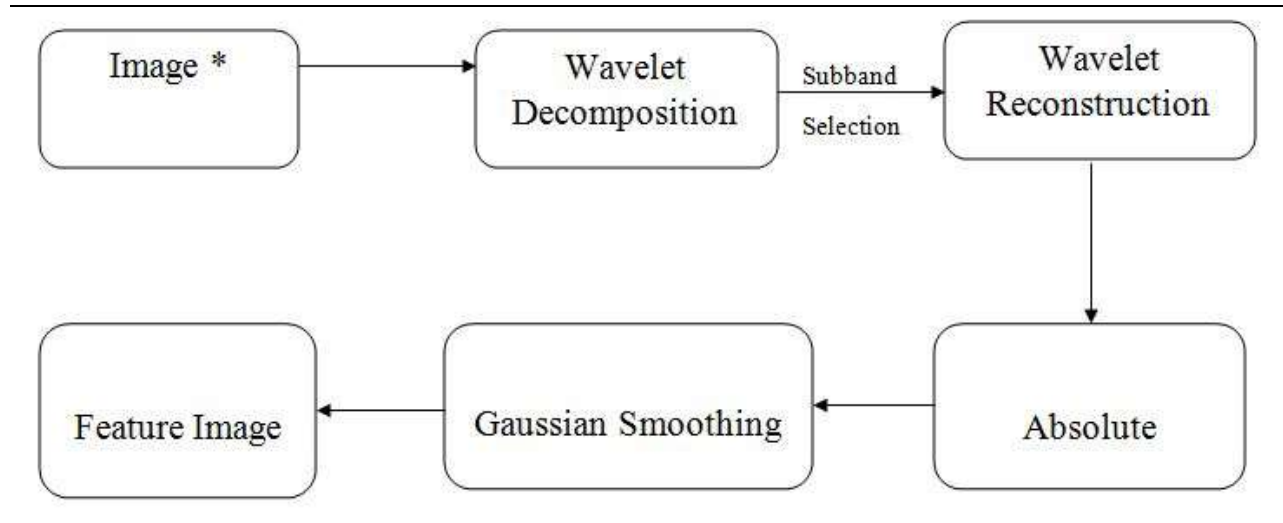 Image *
Wavelet
Decomposition
Subband
Selection
Wavelet
Reconstruction
Feature Image
Gaussian Smoothing
Absolute